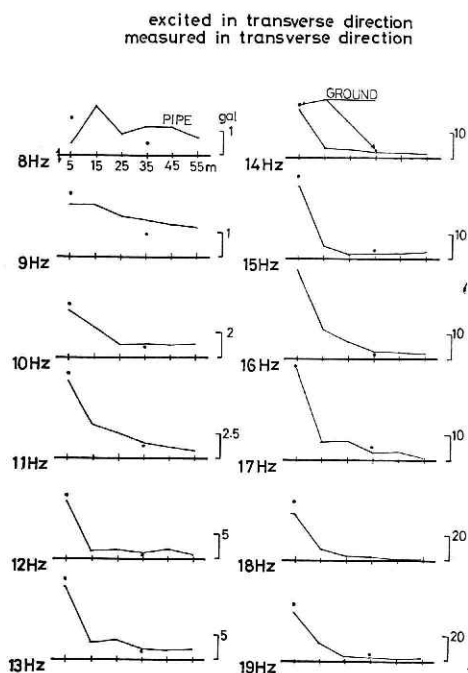 excited in transverse direction
measured in transverse direction
PIPE
gal
1
8Hz
5 15 25 35 45 55m
GROUND
10
14Hz
1
9Hz
10
15Hz
2
10Hz
10
16Hz
2.5
11Hz
10
17Hz
5
12Hz
20
18Hz
5
13Hz
20
19Hz